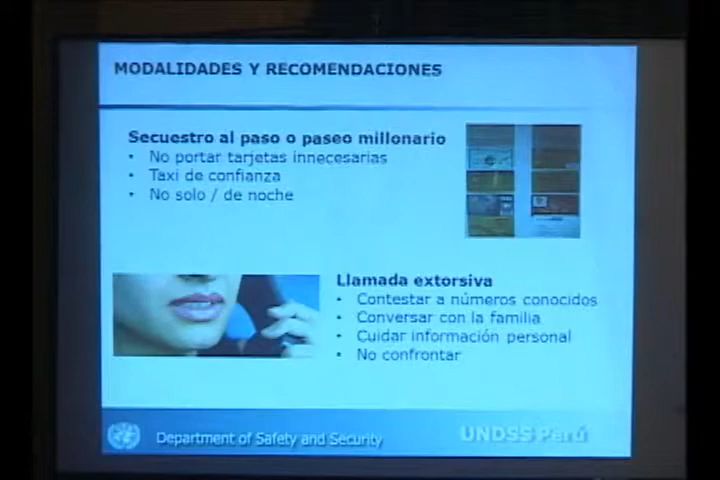 MODALIDADES Y RECOMENDACIONES
Secuestro al paso o paseo millonario
• No portar tarjetas innecesarias
• Taxi de confianza
• No solo / de noche
Llamada extorsiva
• Contestar a números conocidos
• Conversar con la familia
• Cuidar información personal
• No confrontar
Department of Safety and Security
UNDSS Perú